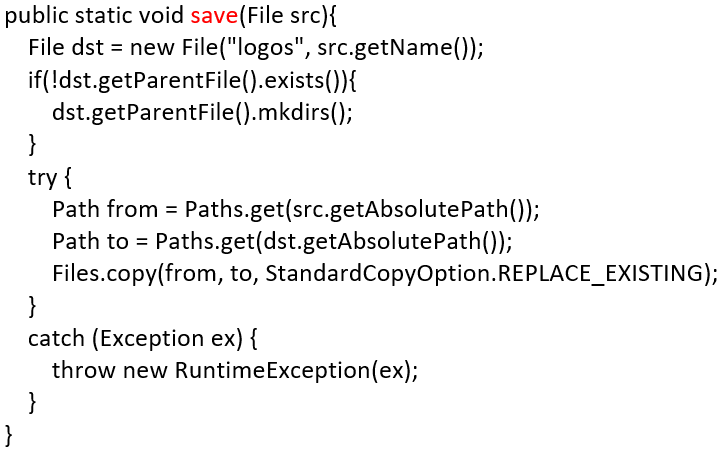 public static void save(File src){
File dst = new File("logos", src.getName());
if(!dst.getParentFile().exists()){
dst.getParentFile().mkdirs();
}
try {
Path from = Paths.get(src.getAbsolutePath());
Path to = Paths.get(dst.getAbsolutePath());
Files.copy(from, to, StandardCopyOption.REPLACE_EXISTING);
}
catch (Exception ex) {
throw new RuntimeException(ex);
}
}